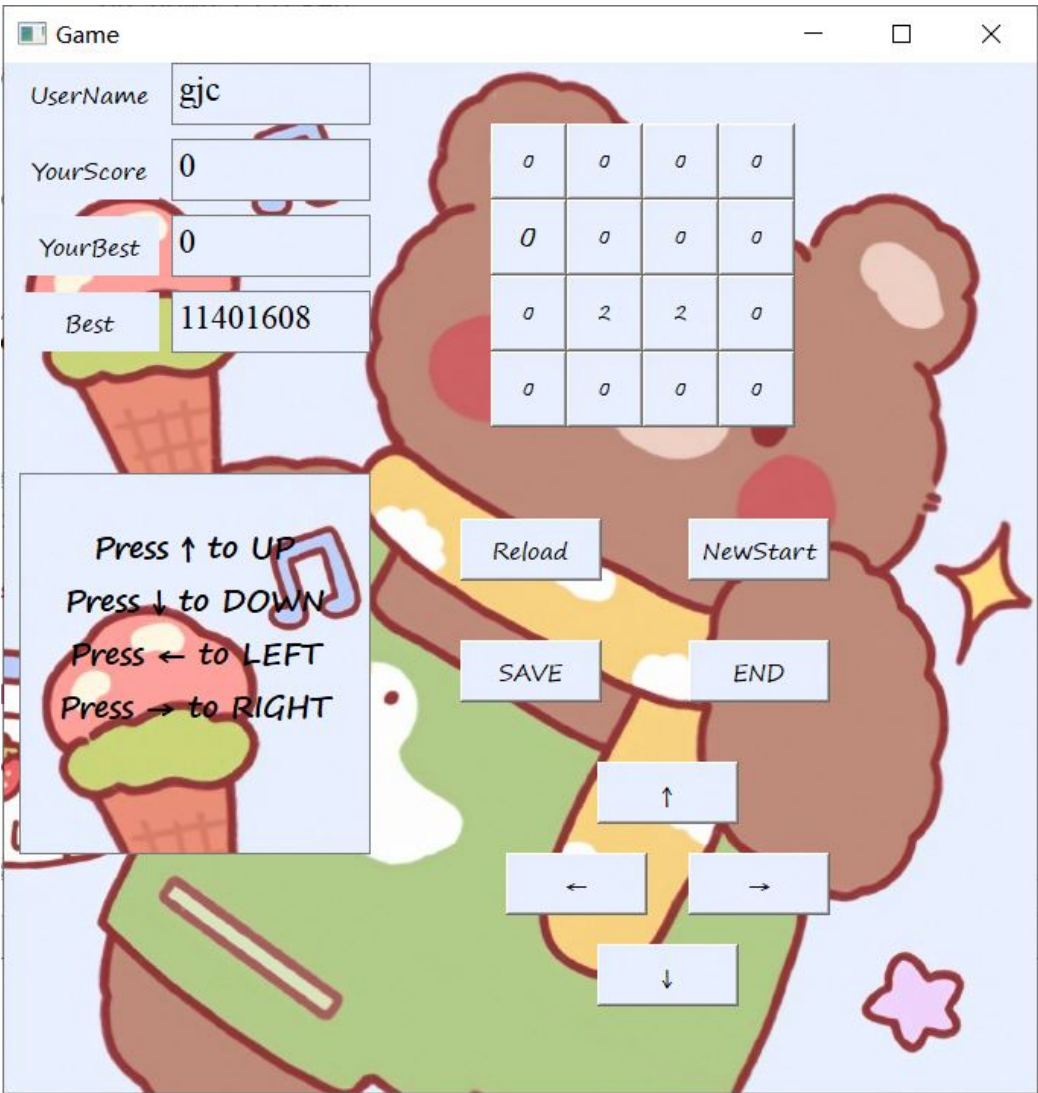 Game
UserName gjc
YourScore 0
YourBest 0
Best 11401608
0 0 0 0
0 0 0 0
0 2 2 0
0 0 0 0
Press ↑ to UP
Press ↓ to DOWN
Press ← to LEFT
Press → to RIGHT
Reload NewStart
SAVE END
↑
← →
↓